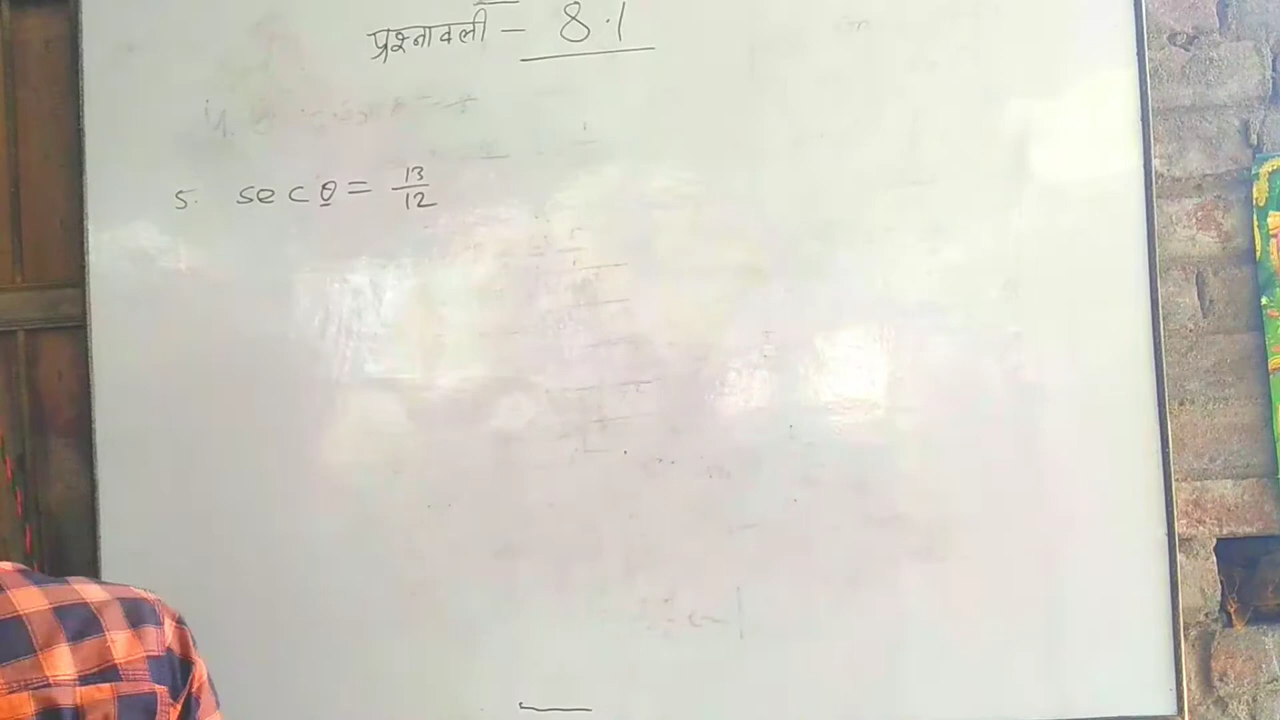 प्रश्नावली - 8.1
5. sec θ = 13/12